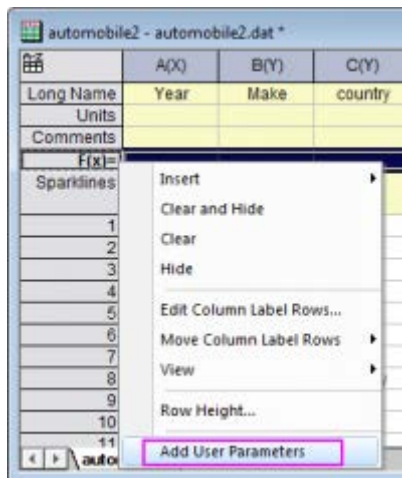 automobile2 - automobile2.dat *
A(X) B(Y) C(Y)
Long Name Year Make country
Units
Comments
F(x)=
Sparklines
Insert
Clear and Hide
Clear
Hide
Edit Column Label Rows...
Move Column Label Rows
View
Row Height...
Add User Parameters
1
2
3
4
5
6
7
8
9
10
11
auto